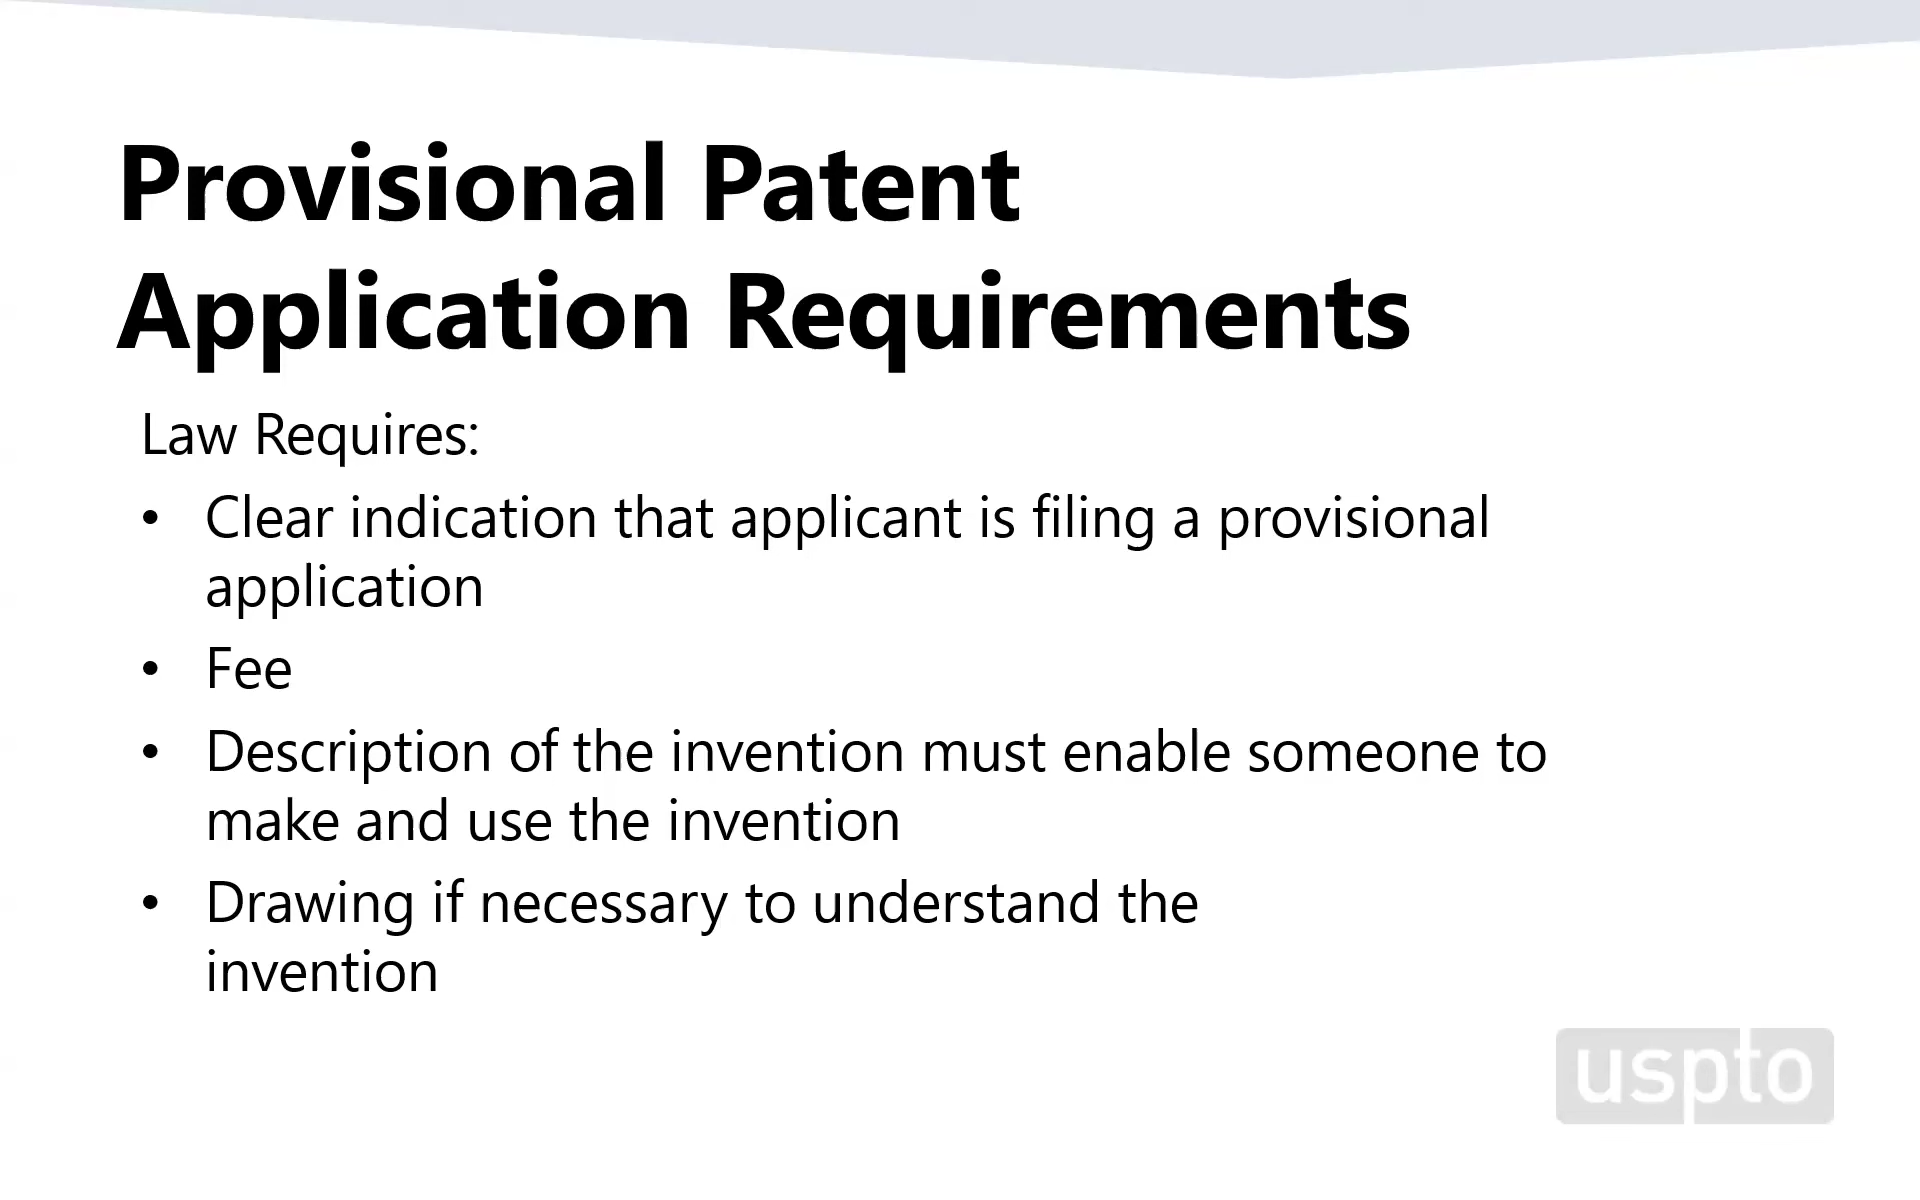 Provisional Patent
Application Requirements
Law Requires:
• Clear indication that applicant is filing a provisional
application
• Fee
• Description of the invention must enable someone to
make and use the invention
• Drawing if necessary to understand the
invention
uspto